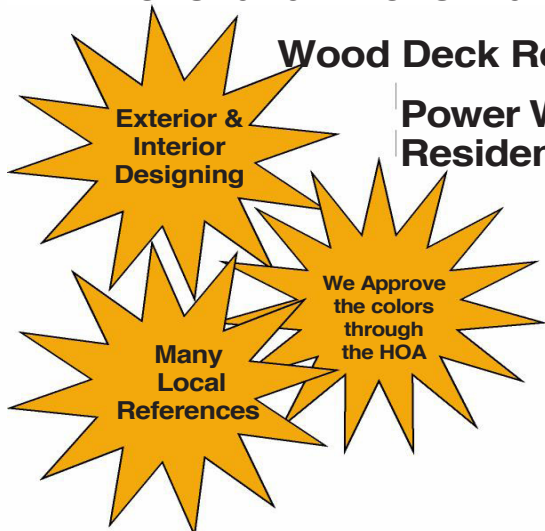 Wood Deck
Power
Exterior &
Interior
Designing
We Approve
the colors
through
the HOA
Many
Local
References